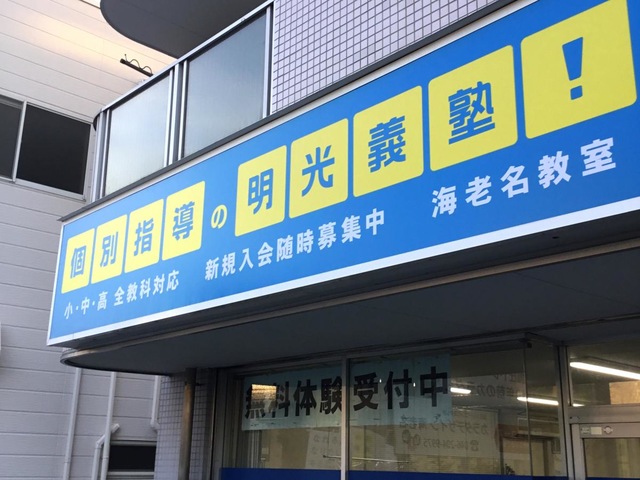 個別指導の明光義塾!
小・中・高 全教科対応 新規入会随時募集中 海老名教室
無料体験受付中